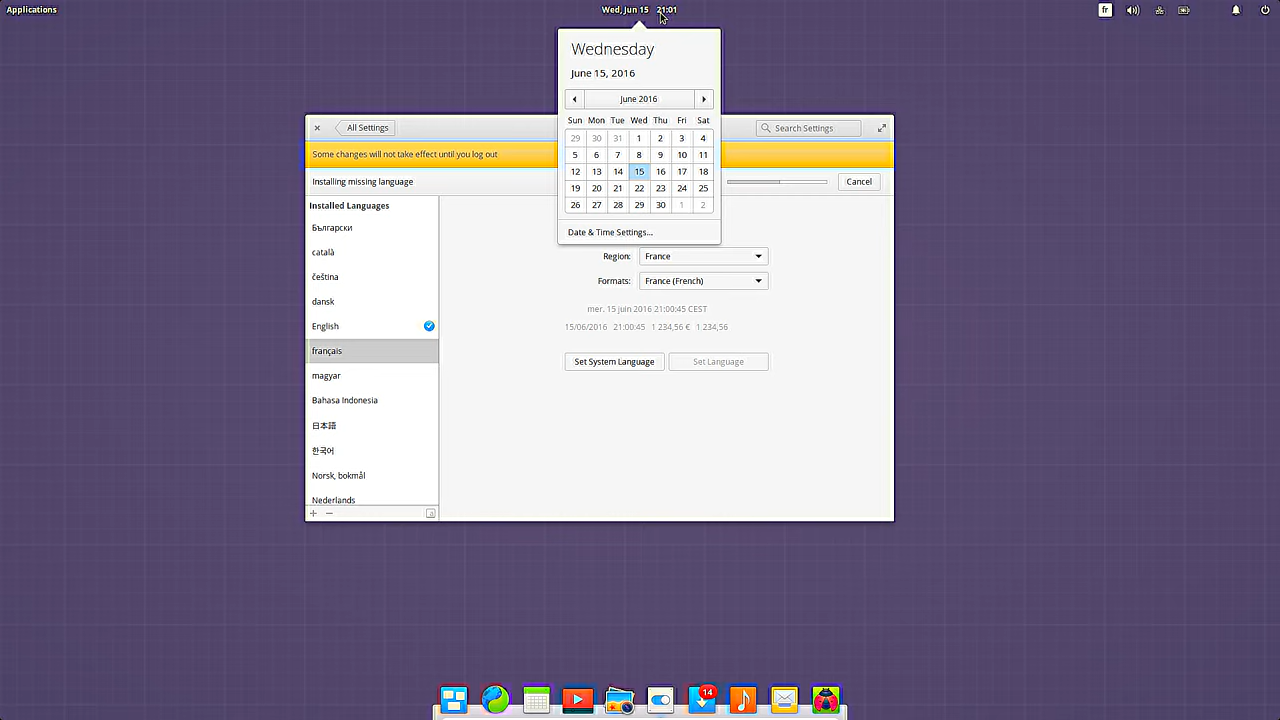 Applications
Wed, Jun 15 21:01
fr
Wednesday
June 15, 2016
June 2016
Sun Mon Tue Wed Thu Fri Sat
29 30 31 1 2 3 4
5 6 7 8 9 10 11
12 13 14 15 16 17 18
19 20 21 22 23 24 25
26 27 28 29 30 1 2
Date & Time Settings...
All Settings
Search Settings
Some changes will not take effect until you log out
Installing missing language
Cancel
Installed Languages
Български
català
čeština
dansk
English
français
magyar
Bahasa Indonesia
日本語
한국어
Norsk, bokmål
Nederlands
Region: France
Formats: France (French)
mer. 15 juin 2016 21:00:45 CEST
15/06/2016 21:00:45 1 234,56 € 1 234,56
Set System Language
Set Language
14